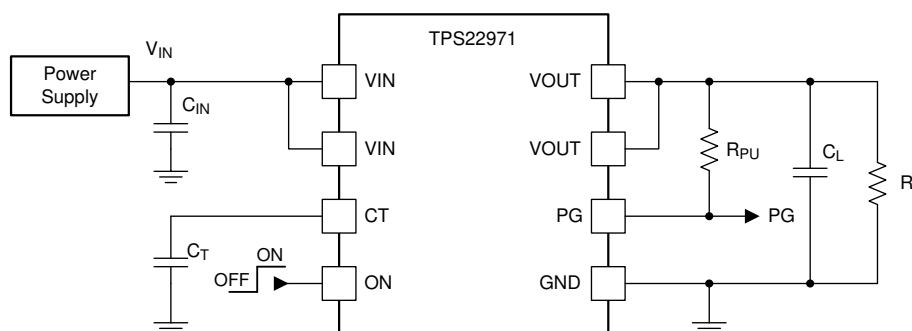 TPS22971
V_IN
Power
Supply
C_IN
VIN
VIN
CT
C_T
ON
OFF
ON
VOUT
VOUT
R_PU
C_L
PG
PG
GND
R